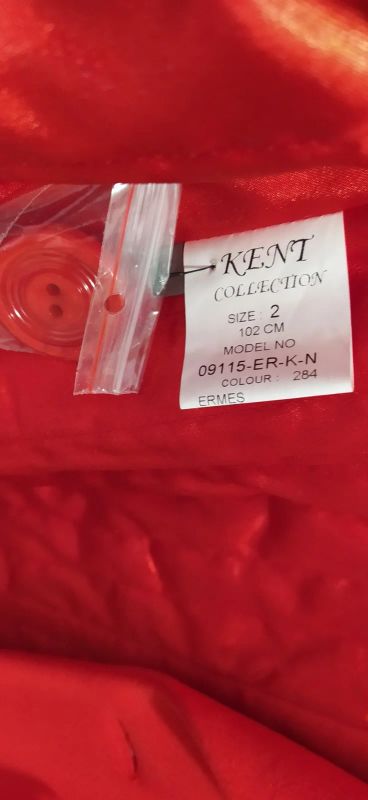 KENT
COLLECTION
SIZE : 2
102 CM
MODEL NO
09115-ER-K-N
COLOUR : 284
ERMES